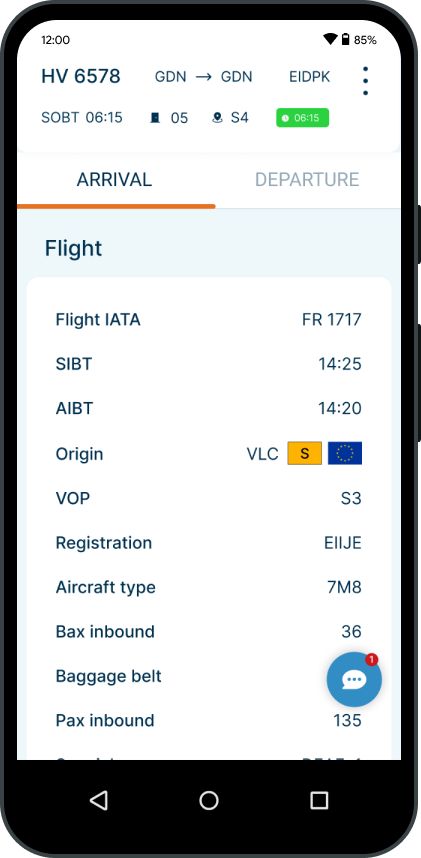 12:00 85%
HV 6578 GDN → GDN EIDPK
SOBT 06:15 05 S4 06:15
ARRIVAL DEPARTURE
Flight
Flight IATA FR 1717
SIBT 14:25
AIBT 14:20
Origin VLC S
VOP S3
Registration EIIJE
Aircraft type 7M8
Bax inbound 36
Baggage belt
1
Pax inbound 135